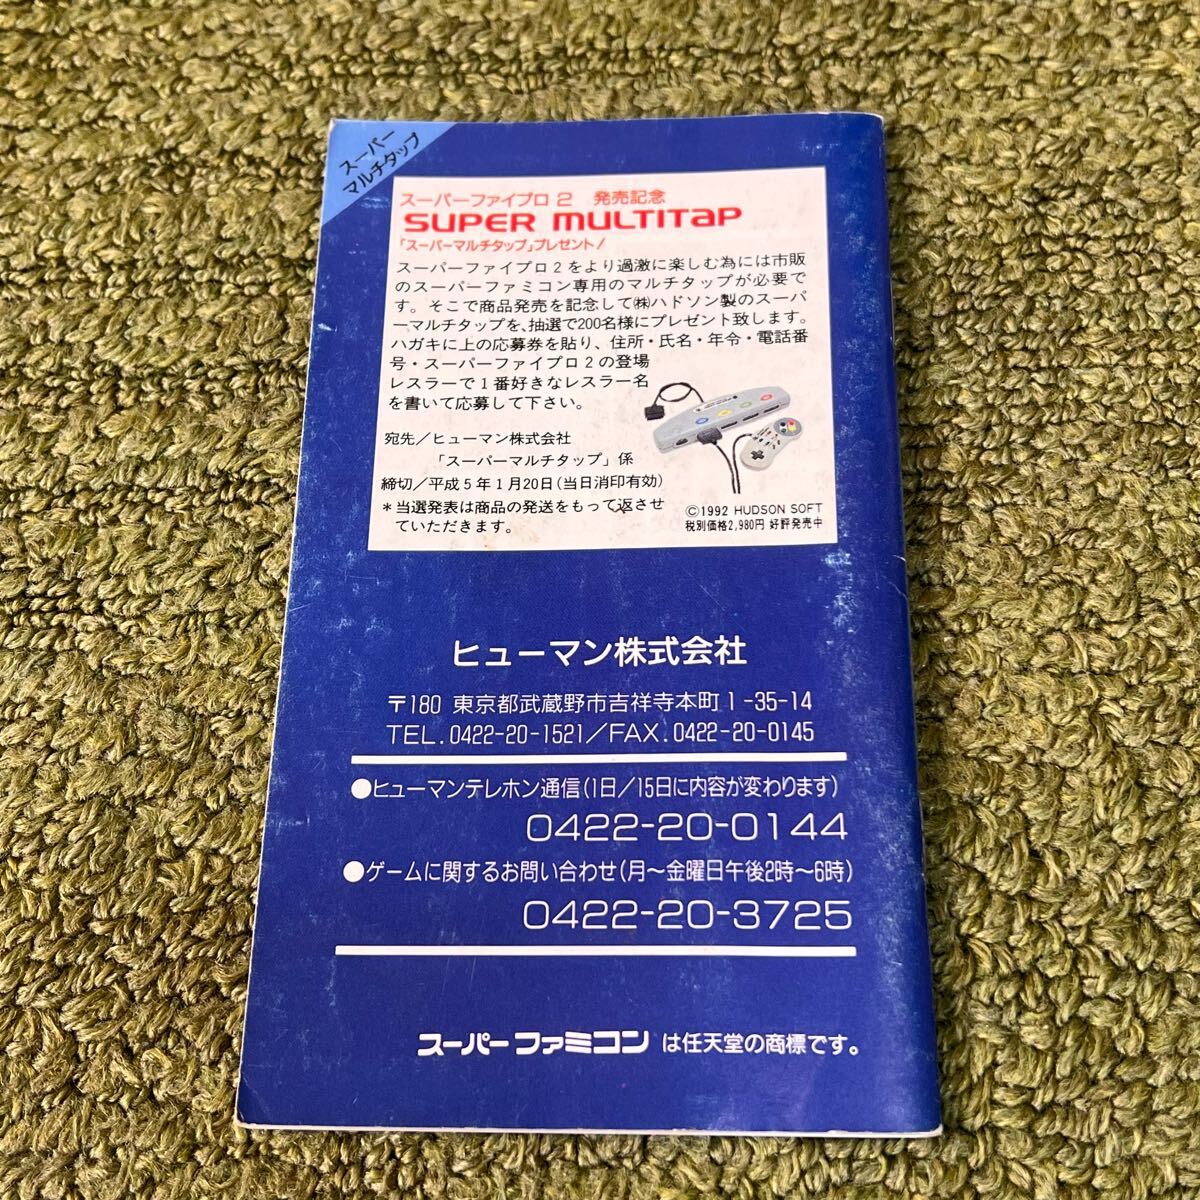 スーパー
マルチタップ
スーパーファイプロ2 発売記念
SUPER MULTITAP
「スーパーマルチタップ」プレゼント!
スーパーファイプロ2をより過激に楽しむ為には市販
のスーパーファミコン専用のマルチタップが必要で
す。そこで商品発売を記念して㈱ハドソン製のスーパ
ーマルチタップを、抽選で200名様にプレゼント致します。
ハガキに上の応募券を貼り、住所・氏名・年令・電話番
号・スーパーファイプロ2の登場
レスラーで1番好きなレスラー名
を書いて応募して下さい。
宛先/ヒューマン株式会社
「スーパーマルチタップ」係
締切/平成5年1月20日(当日消印有効)
*当選発表は商品の発送をもって返させ
ていただきます。
©1992 HUDSON SOFT
税別価格2,980円 好評発売中
ヒューマン株式会社
〒180 東京都武蔵野市吉祥寺本町1-35-14
TEL.0422-20-1521/FAX.0422-20-0145
●ヒューマンテレホン通信(1日/15日に内容が変わります)
0422-20-0144
●ゲームに関するお問い合わせ(月〜金曜日午後2時〜6時)
0422-20-3725
スーパーファミコンは任天堂の商標です。